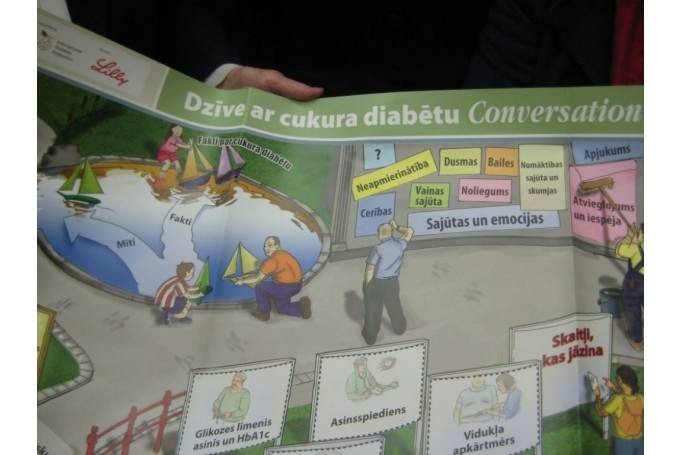 Lilly
Dzīve ar cukura diabētu Conversation
Fakti par cukura diabētu
Fakti
Mīti
?
Neapmierinātība
Dusmas
Bailes
Nomāktības
sajūta un
skumjas
Vainas
sajūta
Noliegums
Cerības
Sajūtas un emocijas
Apjukums
Atvieglojums
un iespēja
Skaitļi,
kas jāzina
Glikozes līmenis
asinīs un HbA1c
Asinsspiediens
Vidukļa
apkārtmērs